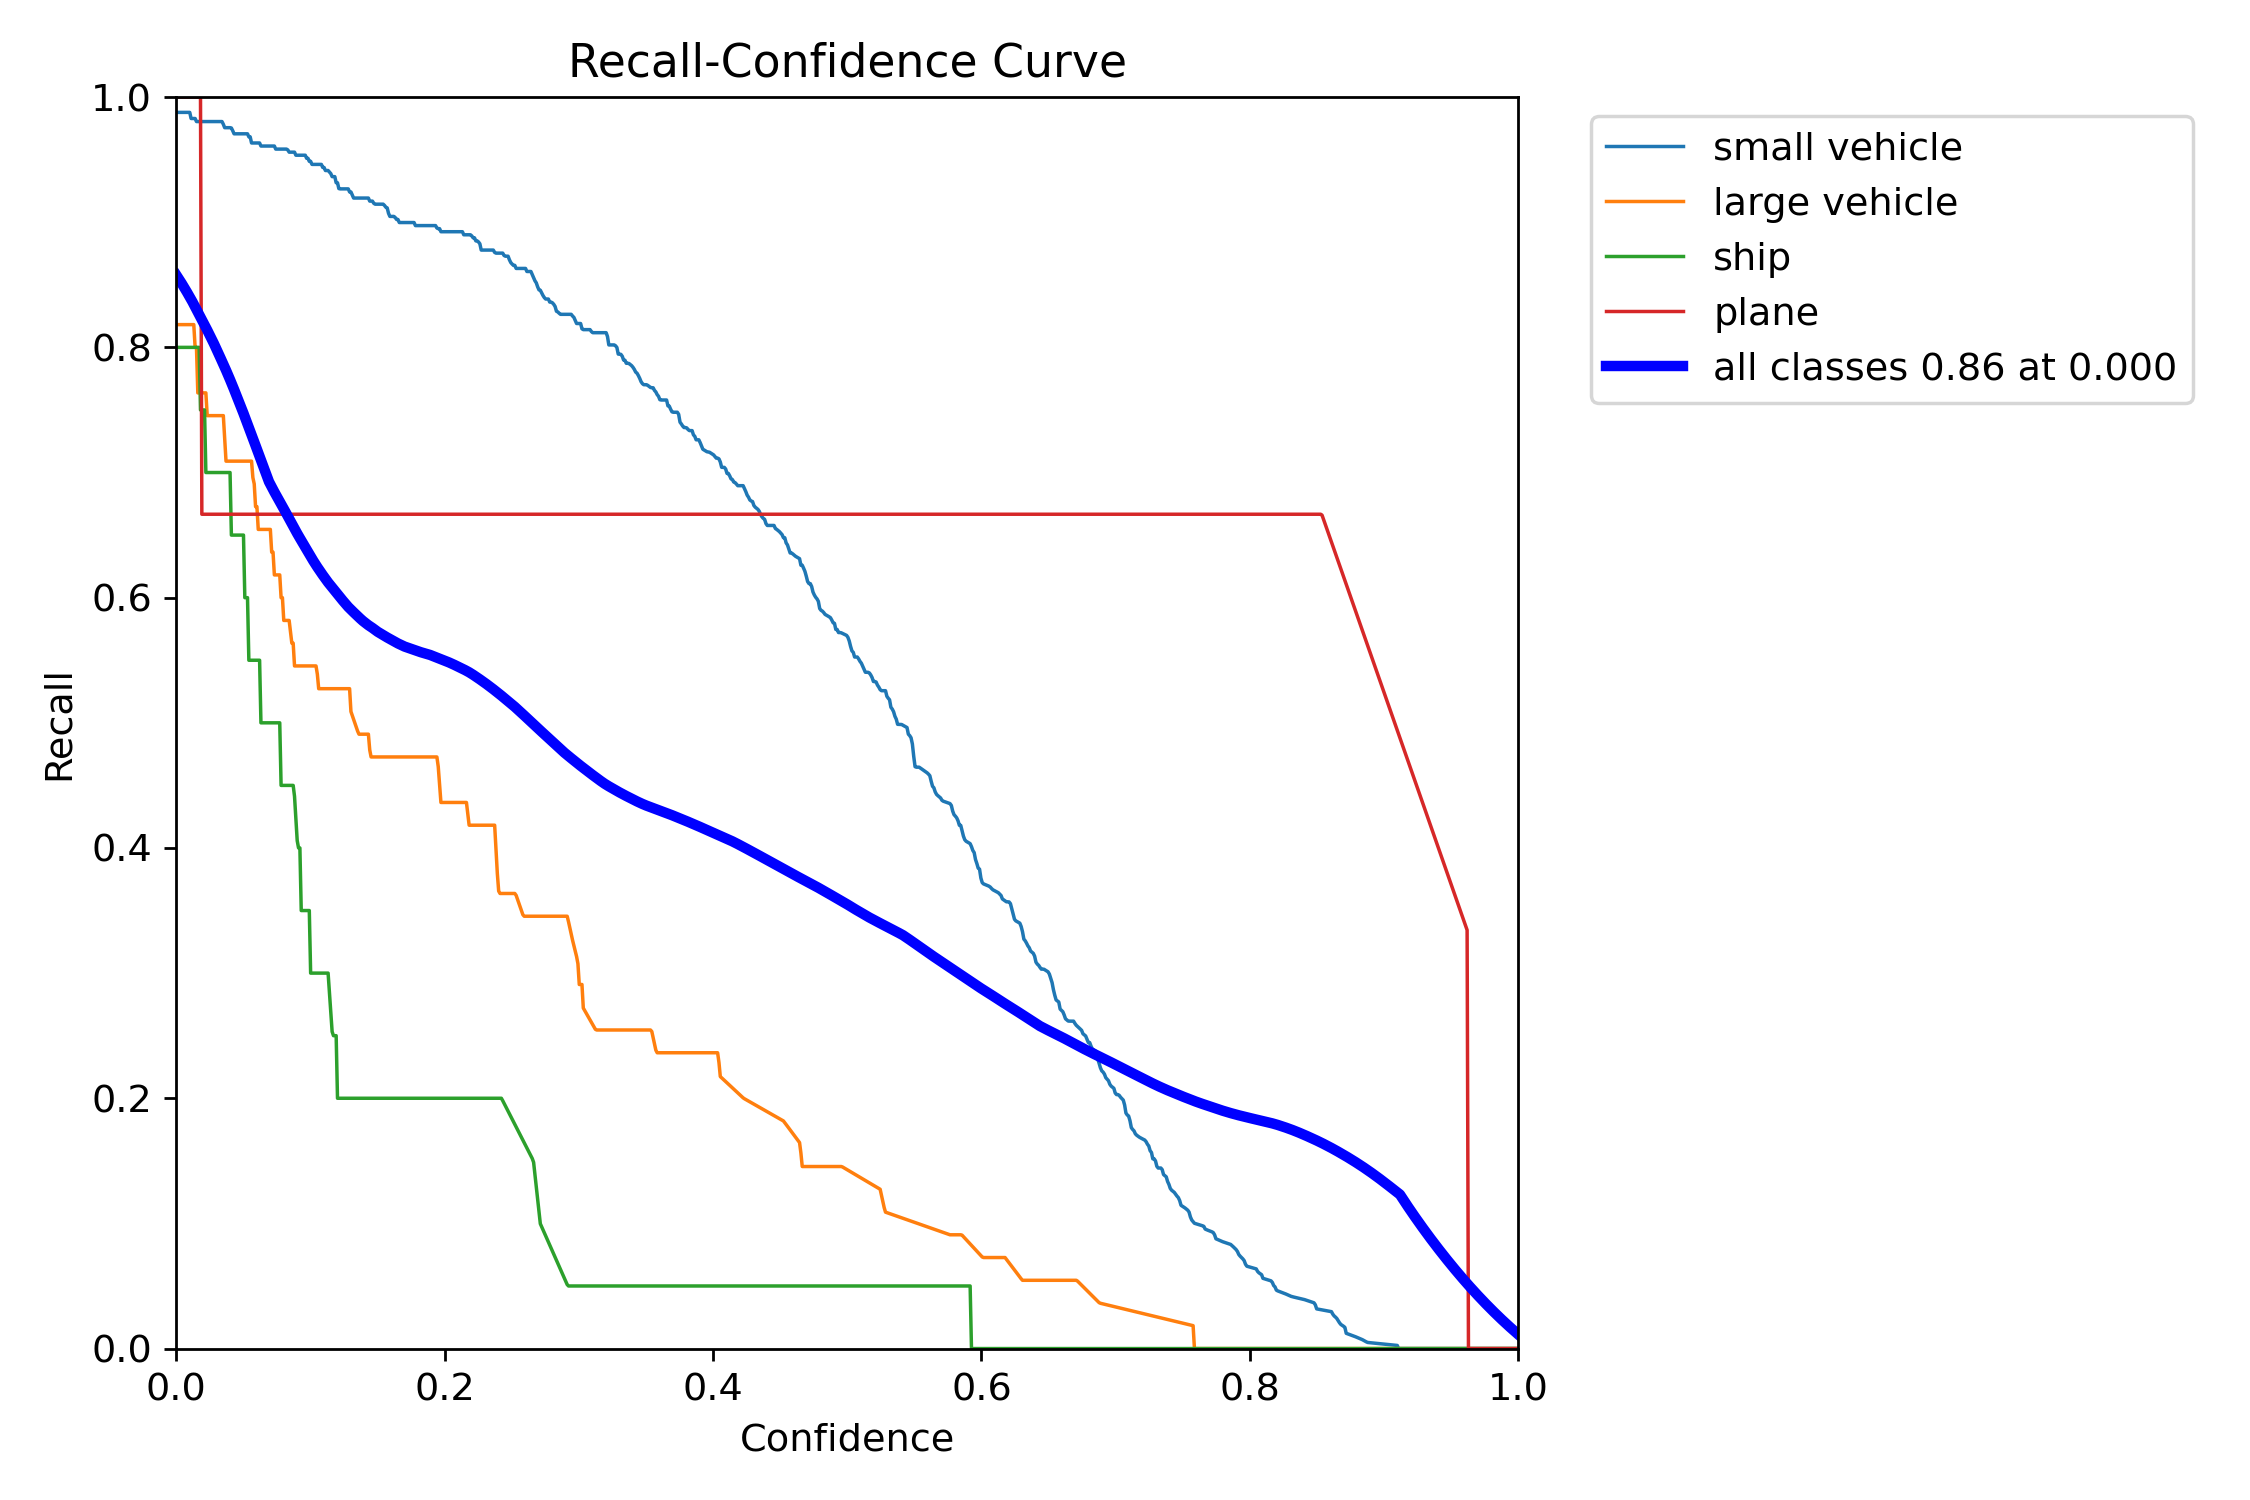 Recall-Confidence Curve
1.0
0.8
0.6
0.4
0.2
0.0
Recall
0.0 0.2 0.4 0.6 0.8 1.0
Confidence
small vehicle
large vehicle
ship
plane
all classes 0.86 at 0.000